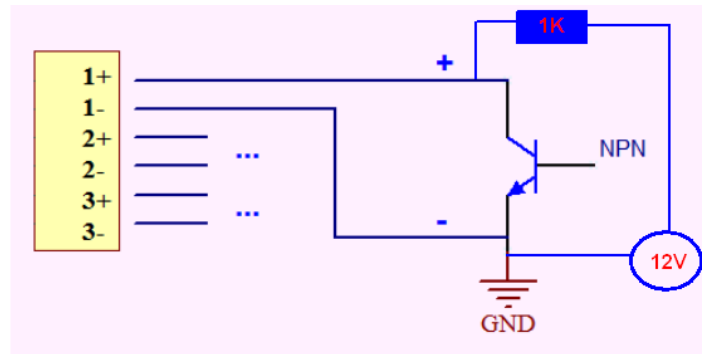 1K
1+
+
1-
2+
...
NPN
2-
3+
...
3-
-
12V
GND